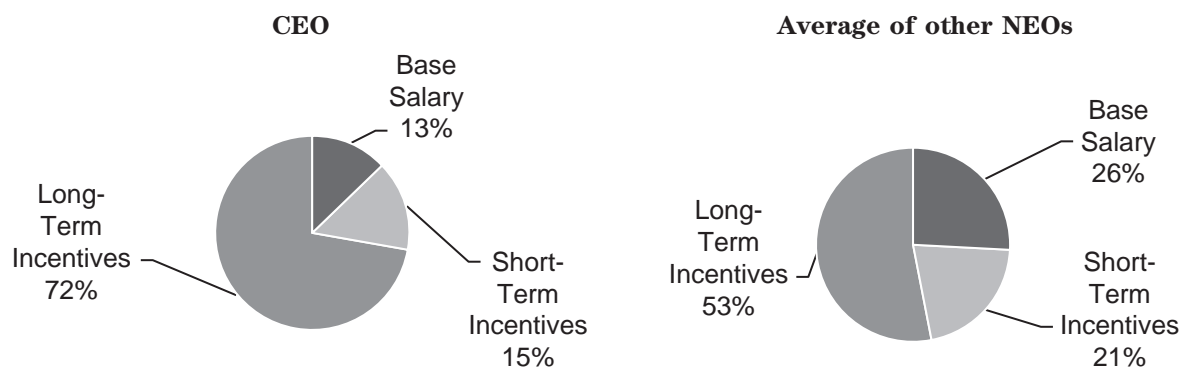 CEO
Base
Salary
13%
Long-
Term
Incentives
72%
Short-
Term
Incentives
15%
Average of other NEOs
Base
Salary
26%
Long-
Term
Incentives
53%
Short-
Term
Incentives
21%